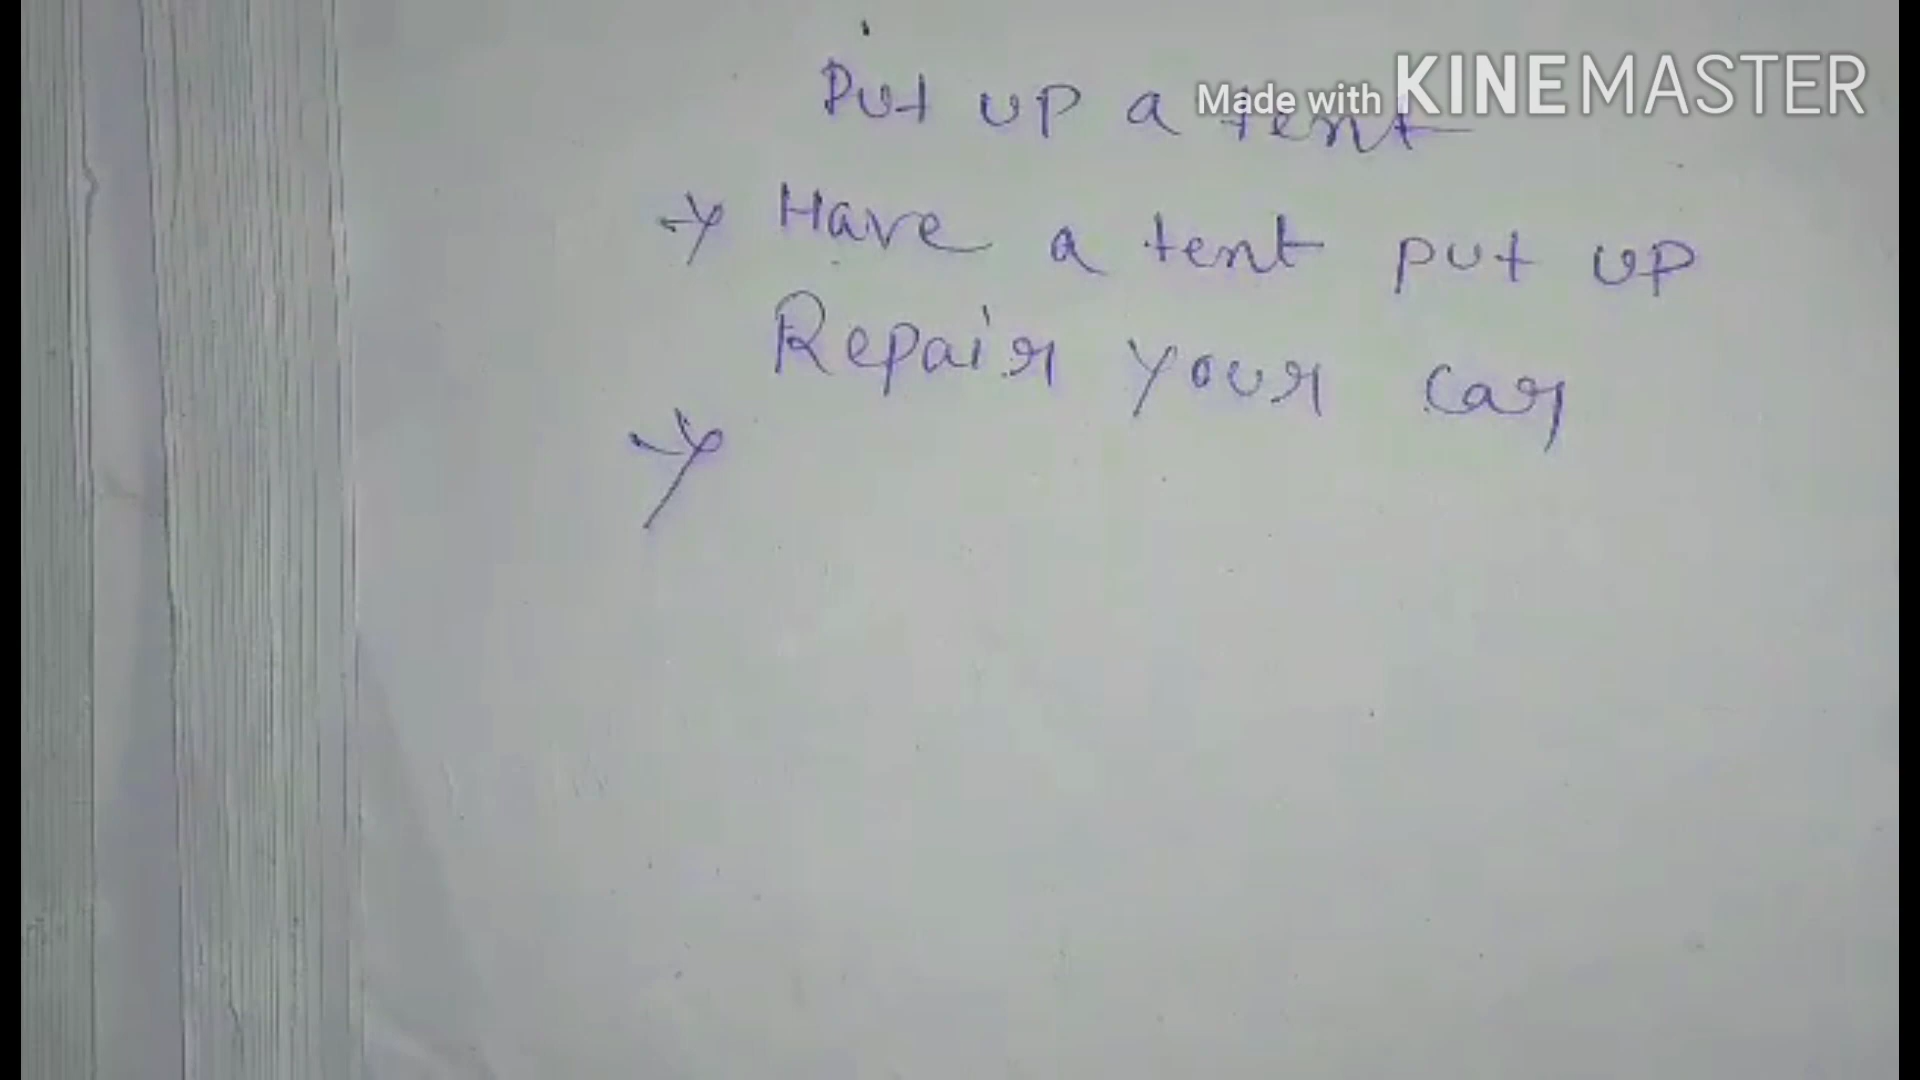 Made with KINEMASTER
Put up a tent
→ Have a tent put up
Repair your car
→